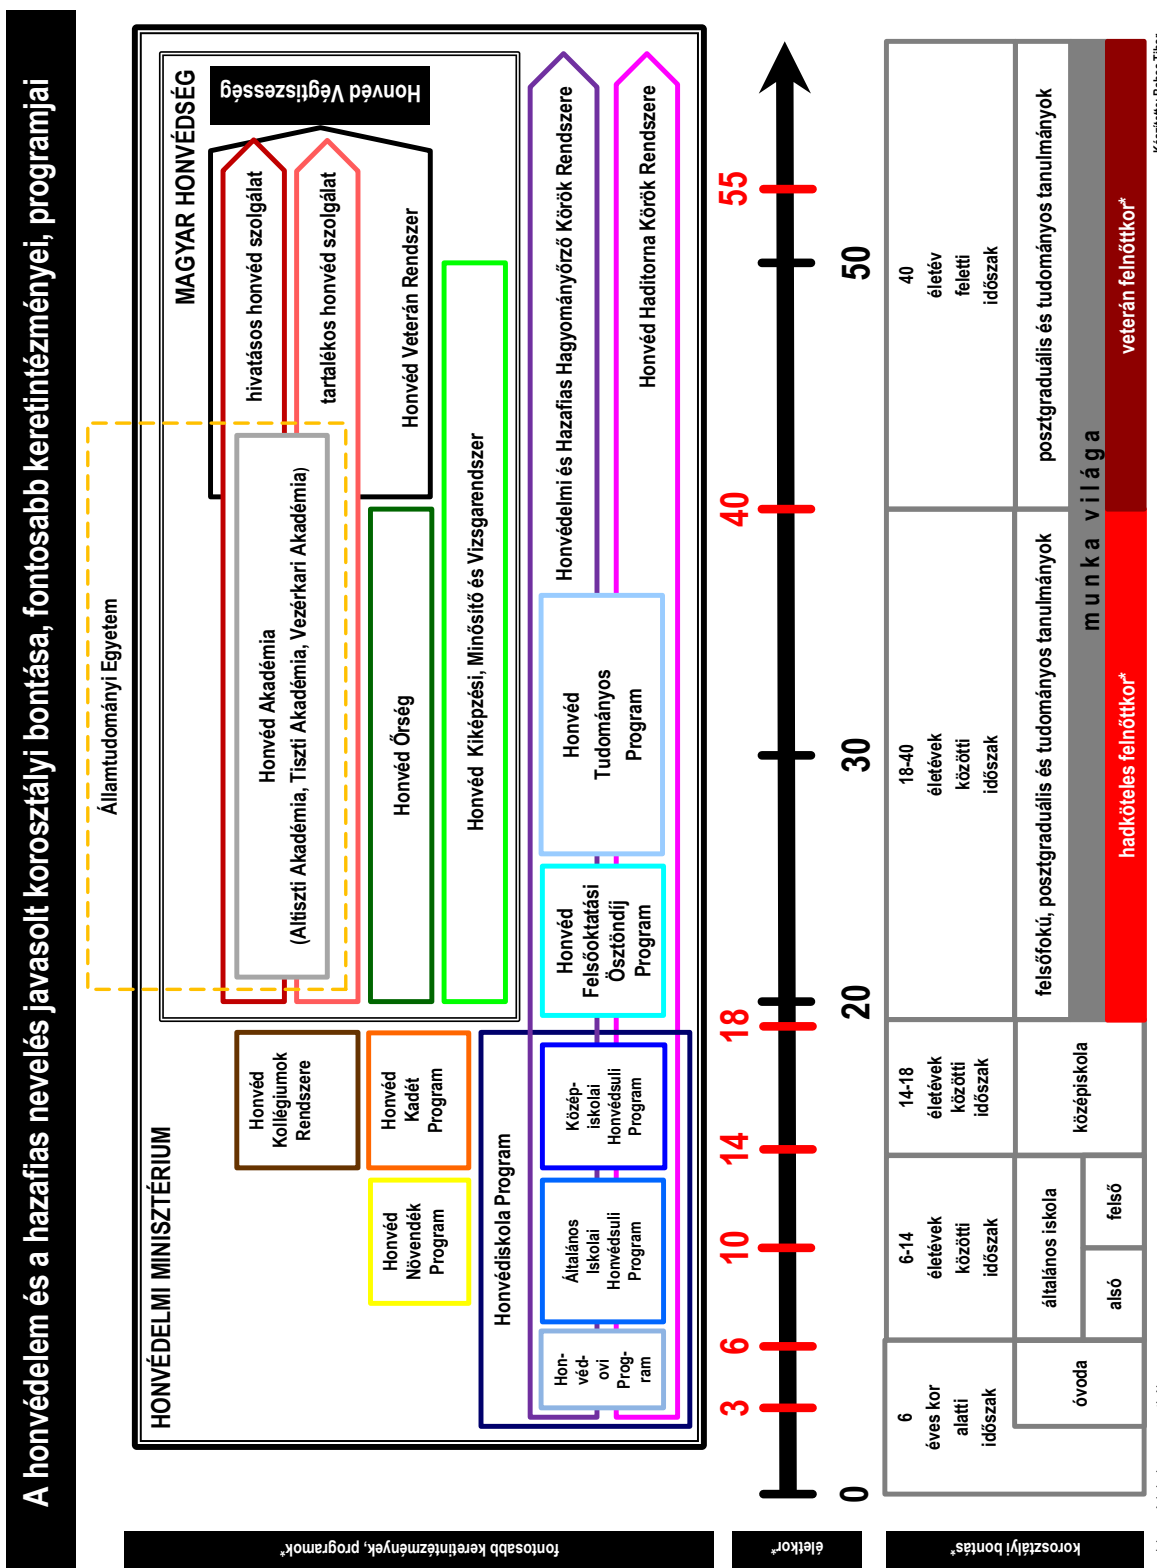 A honvédelem és a hazafias nevelés javasolt korosztályi bontása, fontosabb keretintézményei, programjai
fontosabb keretintézmények, programok*
Államtudományi Egyetem
HONVÉDELMI MINISZTÉRIUM
MAGYAR HONVÉDSÉG
Honvéd Végtiszesség
hivatásos honvéd szolgálat
tartalékos honvéd szolgálat
Honvéd Veterán Rendszer
Honvéd Akadémia
(Altiszti Akadémia, Tiszti Akadémia, Vezérkari Akadémia)
Honvéd Őrség
Honvéd Kiképzési, Minősítő és Vizsgarendszer
Honvéd
Kollégiumok
Rendszere
Honvéd
Kadét
Program
Honvéd
Növendék
Program
Honvédiskola Program
Hon-
véd-
ovi
Prog-
ram
Általános
Iskolai
Honvédsuli
Program
Közép-
iskolai
Honvédsuli
Program
Honvéd
Felsőoktatási
Ösztöndíj
Program
Honvéd
Tudományos
Program
Honvédelmi és Hazafias Hagyományőrző Körök Rendszere
Honvéd Haditorna Körök Rendszere
életkor*
3
6
10
14
18
40
55
0
20
30
50
korosztályi bontás*
6
éves kor
alatti
időszak
6-14
életévek
közötti
időszak
14-18
életévek
közötti
időszak
18-40
életévek
közötti
időszak
40
életév
feletti
időszak
óvoda
általános iskola
alsó
felső
középiskola
felsőfokú, posztgraduális és tudományos tanulmányok
posztgraduális és tudományos tanulmányok
munka világa
hadköteles felnőttkor*
veterán felnőttkor*